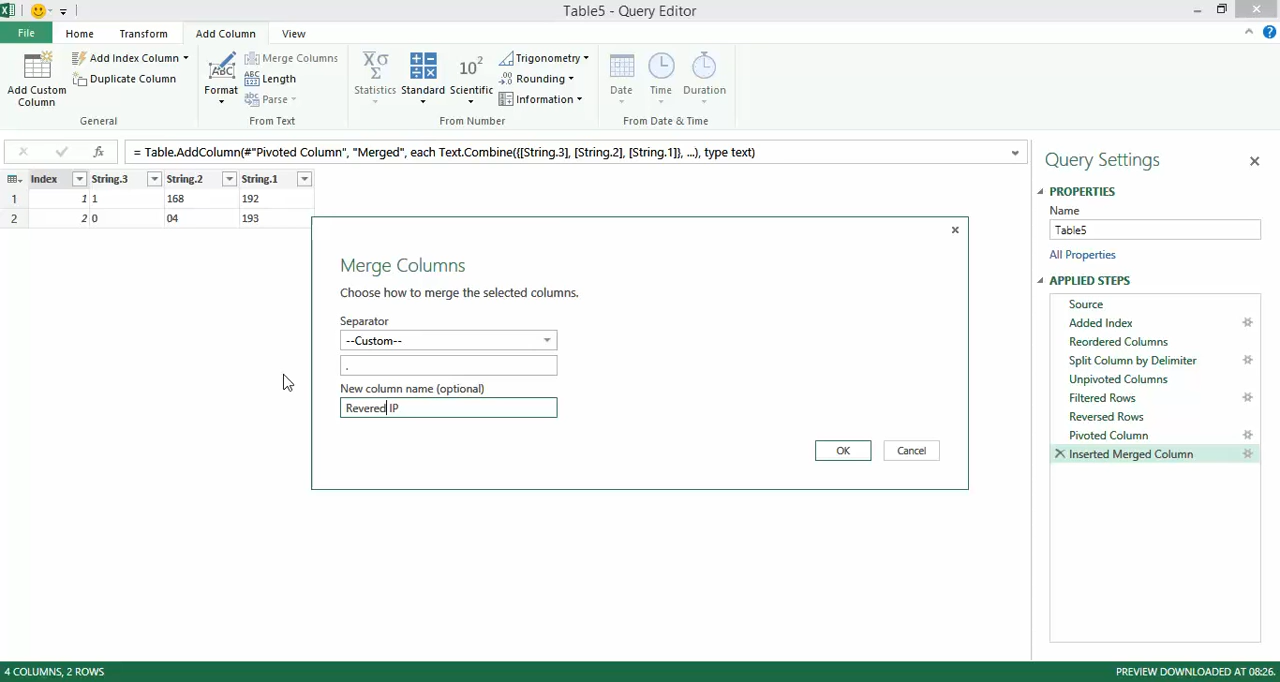 Table5 - Query Editor
File Home Transform Add Column View
Add Custom Column
Add Index Column
Duplicate Column
General
Format
Merge Columns
Length
Parse
From Text
Statistics
Standard
Scientific
Trigonometry
Rounding
Information
From Number
Date
Time
Duration
From Date & Time
= Table.AddColumn(#"Pivoted Column", "Merged", each Text.Combine({[String.3], [String.2], [String.1]}, ...), type text)
Index String.3 String.2 String.1
1 1 1 168 192
2 2 0 04 193
Merge Columns
Choose how to merge the selected columns.
Separator
--Custom--
.
New column name (optional)
Revered IP
OK Cancel
Query Settings
PROPERTIES
Name
Table5
All Properties
APPLIED STEPS
Source
Added Index
Reordered Columns
Split Column by Delimiter
Unpivoted Columns
Filtered Rows
Reversed Rows
Pivoted Column
Inserted Merged Column
4 COLUMNS, 2 ROWS
PREVIEW DOWNLOADED AT 08:26.